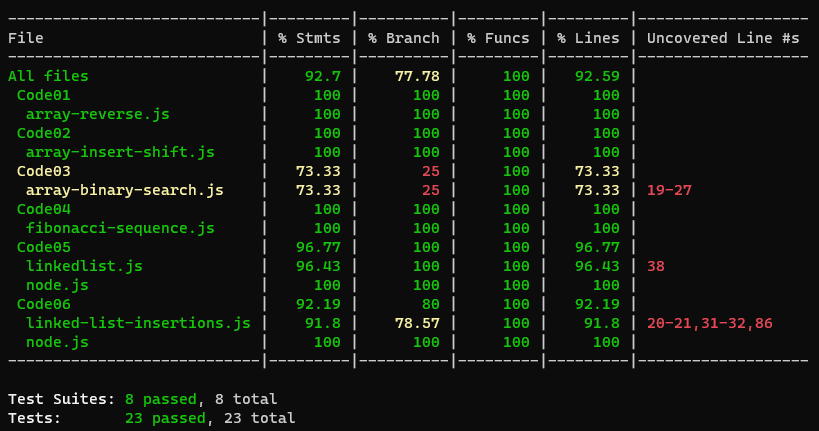 ----------------------------|---------|----------|---------|---------|-------------------
File                        | % Stmts | % Branch | % Funcs | % Lines | Uncovered Line #s
----------------------------|---------|----------|---------|---------|-------------------
All files                   |    92.7 |    77.78 |     100 |   92.59 |
 Code01                     |     100 |      100 |     100 |     100 |
  array-reverse.js          |     100 |      100 |     100 |     100 |
 Code02                     |     100 |      100 |     100 |     100 |
  array-insert-shift.js     |     100 |      100 |     100 |     100 |
 Code03                     |   73.33 |       25 |     100 |   73.33 |
  array-binary-search.js    |   73.33 |       25 |     100 |   73.33 | 19-27
 Code04                     |     100 |      100 |     100 |     100 |
  fibonacci-sequence.js     |     100 |      100 |     100 |     100 |
 Code05                     |   96.77 |      100 |     100 |   96.77 |
  linkedlist.js             |   96.43 |      100 |     100 |   96.43 | 38
  node.js                   |     100 |      100 |     100 |     100 |
 Code06                     |   92.19 |       80 |     100 |   92.19 |
  linked-list-insertions.js |    91.8 |    78.57 |     100 |    91.8 | 20-21,31-32,86
  node.js                   |     100 |      100 |     100 |     100 |
----------------------------|---------|----------|---------|---------|-------------------
Test Suites: 8 passed, 8 total
Tests:       23 passed, 23 total